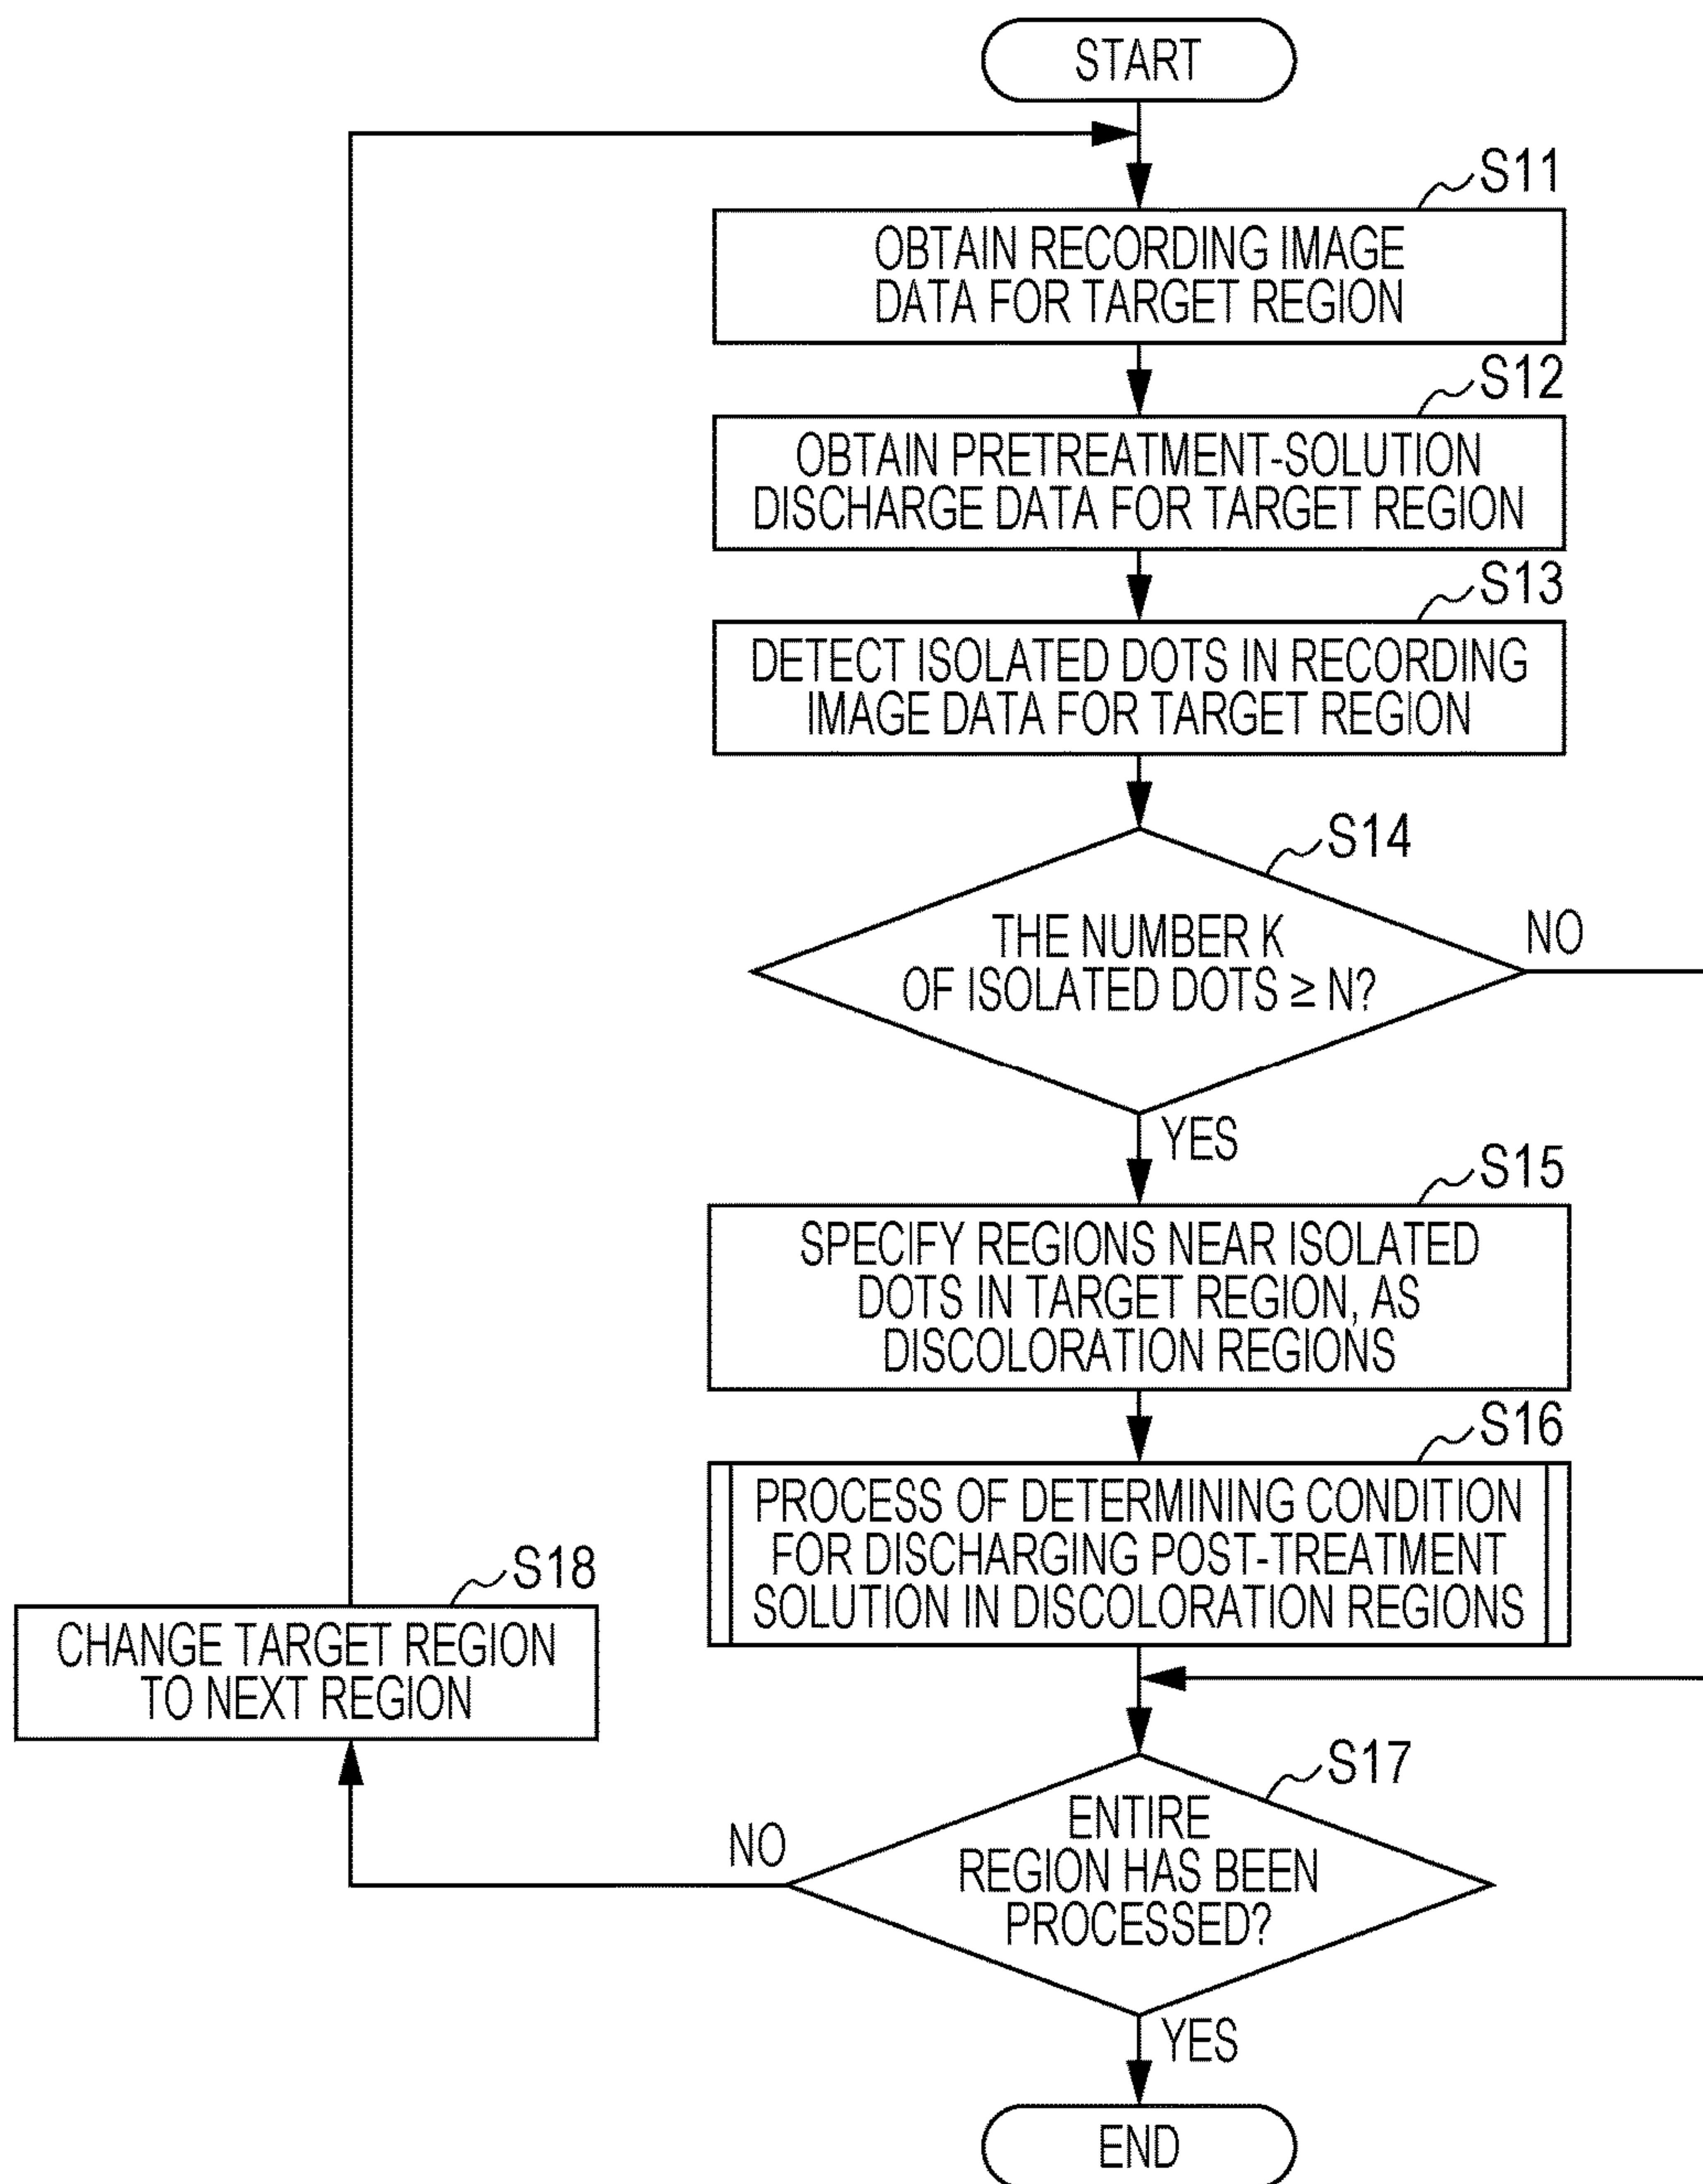 START
S11
OBTAIN RECORDING IMAGE
DATA FOR TARGET REGION
S12
OBTAIN PRETREATMENT-SOLUTION
DISCHARGE DATA FOR TARGET REGION
S13
DETECT ISOLATED DOTS IN RECORDING
IMAGE DATA FOR TARGET REGION
S14
THE NUMBER K
OF ISOLATED DOTS ≥ N?
NO
YES
S15
SPECIFY REGIONS NEAR ISOLATED
DOTS IN TARGET REGION, AS
DISCOLORATION REGIONS
S16
PROCESS OF DETERMINING CONDITION
FOR DISCHARGING POST-TREATMENT
SOLUTION IN DISCOLORATION REGIONS
S18
CHANGE TARGET REGION
TO NEXT REGION
S17
ENTIRE
REGION HAS BEEN
PROCESSED?
NO
YES
END